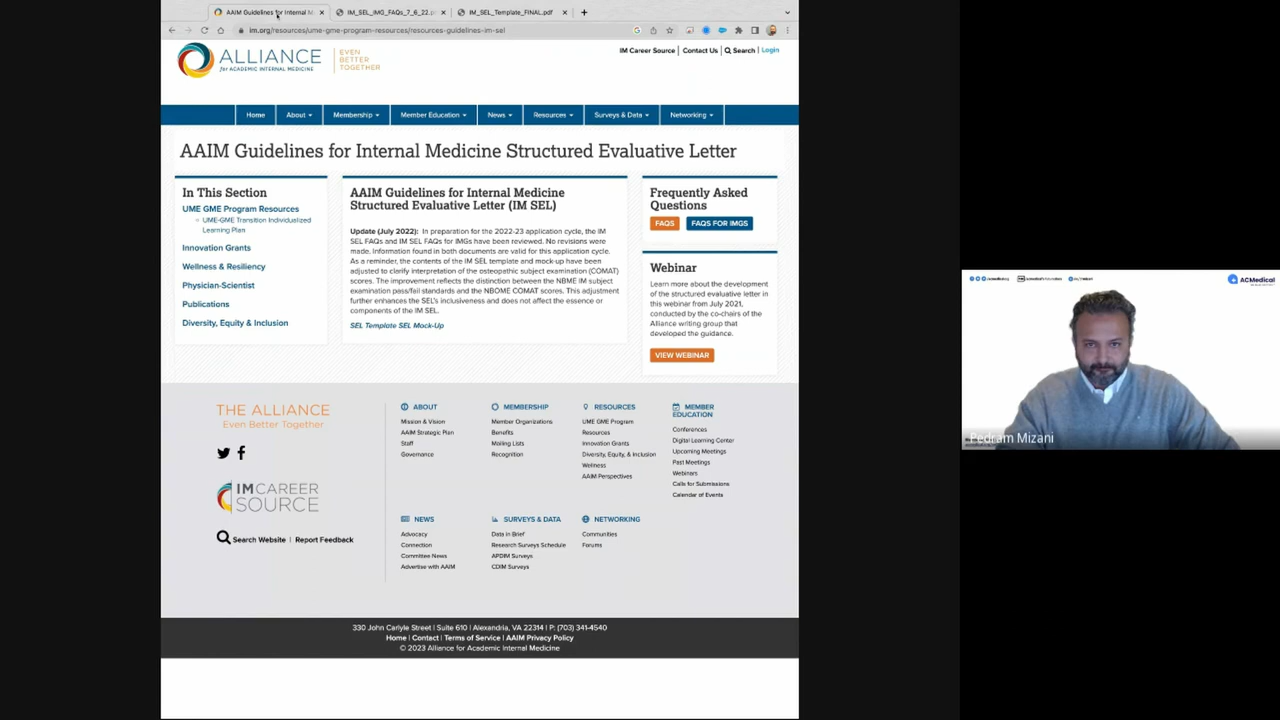 AAIM Guidelines for Internal M
IM_SEL_IMG_FAQs_7_6_22.p
IM_SEL_Template_FINAL.pdf
im.org/resources/ume-gme-program-resources/resources-guidelines-im-sel
ALLIANCE
for ACADEMIC INTERNAL MEDICINE
EVEN
BETTER
TOGETHER
IM Career Source | Contact Us | Search | Login
Home
About
Membership
Member Education
News
Resources
Surveys & Data
Networking
AAIM Guidelines for Internal Medicine Structured Evaluative Letter
In This Section
UME GME Program Resources
UME-GME Transition Individualized
Learning Plan
Innovation Grants
Wellness & Resiliency
Physician-Scientist
Publications
Diversity, Equity & Inclusion
AAIM Guidelines for Internal Medicine
Structured Evaluative Letter (IM SEL)
Update (July 2022): In preparation for the 2022-23 application cycle, the IM
SEL FAQs and IM SEL FAQs for IMGs have been reviewed. No revisions were
made. Information found in both documents are valid for this application cycle.
As a reminder, the contents of the IM SEL template and mock-up have been
adjusted to clarify interpretation of the osteopathic subject examination (COMAT)
scores. The improvement reflects the distinction between the NBME IM subject
examination pass/fail standards and the NBOME COMAT scores. This adjustment
further enhances the SEL's inclusiveness and does not affect the essence or
components of the IM SEL.
SEL Template SEL Mock-Up
Frequently Asked
Questions
FAQS
FAQS FOR IMGS
Webinar
Learn more about the
development of the
structured evaluative letter in
this webinar from July 2021,
conducted by the co-chairs of the
Alliance writing group that
developed the guidance.
VIEW WEBINAR
THE ALLIANCE
Even Better Together
IMCAREER
SOURCE
Search Website | Report Feedback
ABOUT
Mission & Vision
AAIM Strategic Plan
Staff
Governance
MEMBERSHIP
Member Organizations
Benefits
Mailing Lists
Recognition
RESOURCES
UME GME Program
Resources
Innovation Grants
Diversity, Equity, & Inclusion
Wellness
AAIM Perspectives
MEMBER
EDUCATION
Conferences
Digital Learning Center
Upcoming Meetings
Past Meetings
Webinars
Calls for Submissions
Calendar of Events
NEWS
Advocacy
Connection
Committee News
Advertise with AAIM
SURVEYS & DATA
Data in Brief
Research Surveys Schedule
APDIM Surveys
CDIM Surveys
NETWORKING
Communities
Forums
330 John Carlyle Street | Suite 610 | Alexandria, VA 22314 | P: (703) 341-4540
Home | Contact | Terms of Service | AAIM Privacy Policy
© 2023 Alliance for Academic Internal Medicine
ACMedical
Pedram Mizani